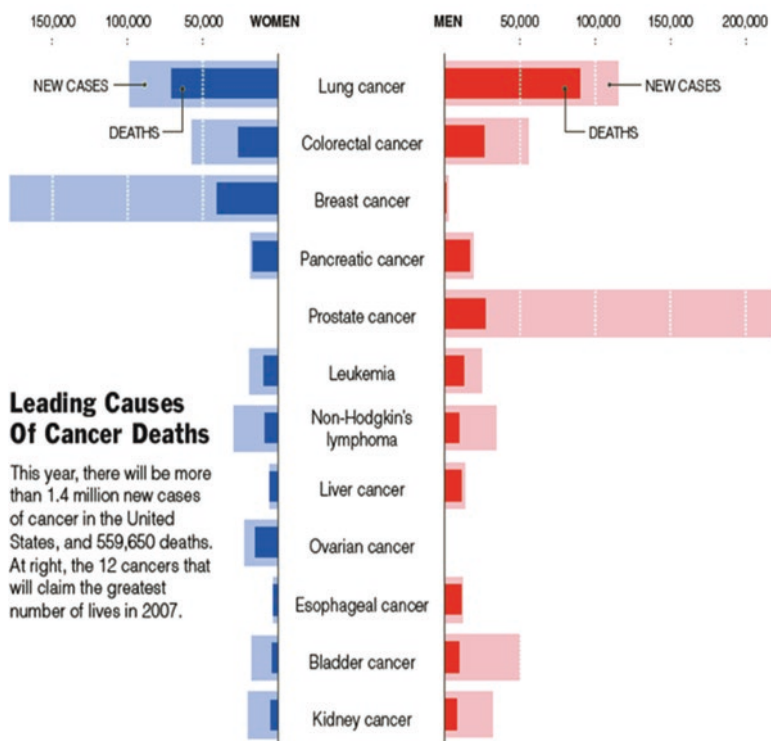 150,000 100,000 50,000 WOMEN MEN 50,000 100,000 150,000 200,000
NEW CASES Lung cancer NEW CASES
DEATHS DEATHS
Colorectal cancer
Breast cancer
Pancreatic cancer
Prostate cancer
Leukemia
Non-Hodgkin's
lymphoma
Liver cancer
Ovarian cancer
Esophageal cancer
Bladder cancer
Kidney cancer
Leading Causes
Of Cancer Deaths
This year, there will be more
than 1.4 million new cases
of cancer in the United
States, and 559,650 deaths.
At right, the 12 cancers that
will claim the greatest
number of lives in 2007.